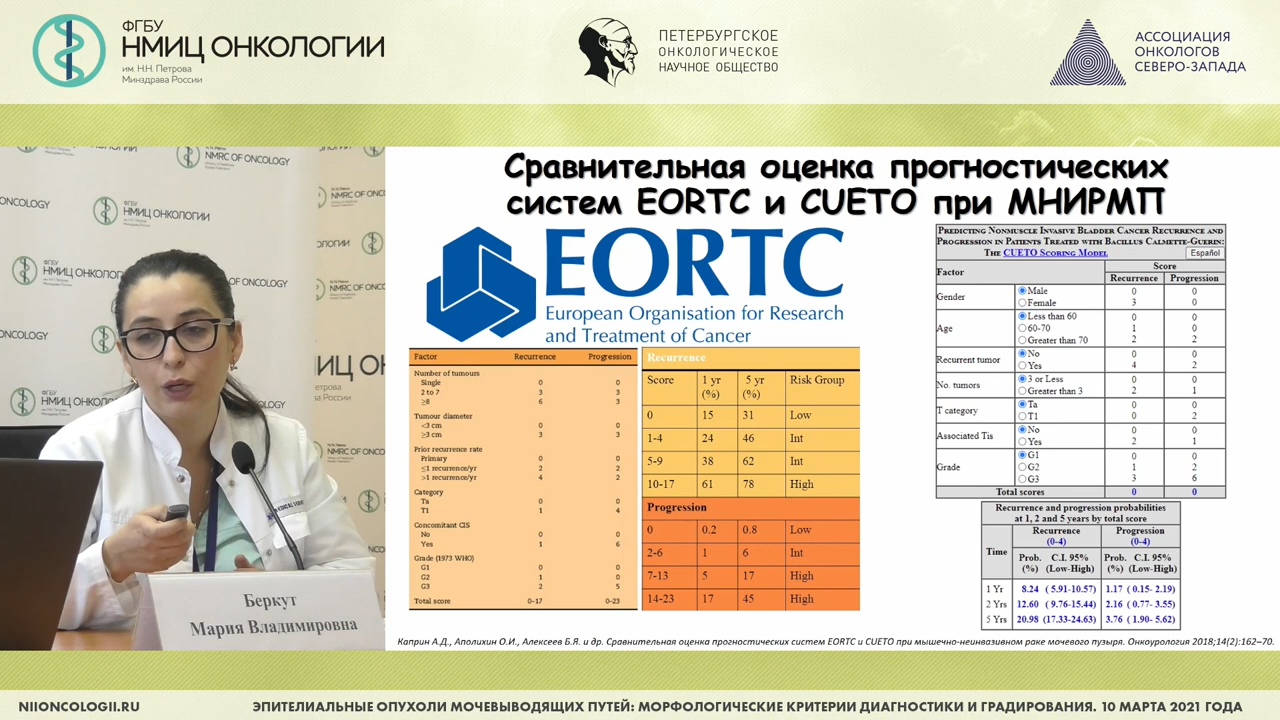 ФГБУ
НМИЦ ОНКОЛОГИИ
им. Н.Н. Петрова
Минздрава России
ПЕТЕРБУРГСКОЕ
ОНКОЛОГИЧЕСКОЕ
НАУЧНОЕ ОБЩЕСТВО
АССОЦИАЦИЯ
ОНКОЛОГОВ
СЕВЕРО-ЗАПАДА
NMRC OF ONCOLOGY
НМИЦ ОНКОЛОГИИ
Беркут
Мария Владимировна
Сравнительная оценка прогностических
систем EORTC и CUETO при МНИРМП
EORTC
European Organisation for Research
and Treatment of Cancer
Factor Recurrence Progression
Number of tumours
Single 0 0
2 to 7 3 3
≥8 6 3
Tumour diameter
<3 cm 0 0
≥3 cm 3 3
Prior recurrence rate
Primary 0 0
≤1 recurrence/yr 2 2
>1 recurrence/yr 4 2
Category
Ta 0 0
T1 1 4
Concomitant CIS
No 0 0
Yes 1 6
Grade (1973 WHO)
G1 0 0
G2 1 0
G3 2 5
Total score 0–17 0–23
Recurrence
Score 1 yr (%) 5 yr (%) Risk Group
0 15 31 Low
1-4 24 46 Int
5-9 38 62 Int
10-17 61 78 High
Progression
0 0.2 0.8 Low
2-6 1 6 Int
7-13 5 17 High
14-23 17 45 High
Predicting Nonmuscle Invasive Bladder Cancer Recurrence and
Progression in Patients Treated with Bacillus Calmette-Guerin:
The CUETO Scoring Model Español
Factor Score
Recurrence Progression
Gender Male 0 0
Female 3 0
Age Less than 60 0 0
60-70 1 0
Greater than 70 2 2
Recurrent tumor No 0 0
Yes 4 2
No. tumors 3 or Less 0 0
Greater than 3 2 1
T category Ta 0 0
T1 0 2
Associated Tis No 0 0
Yes 2 1
Grade G1 0 0
G2 1 2
G3 3 6
Total scores 0 0
Recurrence and progression probabilities
at 1, 2 and 5 years by total score
Time Recurrence (0-4) Progression (0-4)
Prob. (%) C.I. 95% (Low-High) Prob. (%) C.I. 95% (Low-High)
1 Yr 8.24 ( 5.91-10.57) 1.17 ( 0.15- 2.19)
2 Yrs 12.60 ( 9.76-15.44) 2.16 ( 0.77- 3.55)
5 Yrs 20.98 (17.33-24.63) 3.76 ( 1.90- 5.62)
Каприн А.Д., Аполихин О.И., Алексеев Б.Я. и др. Сравнительная оценка прогностических систем EORTC и CUETO при мышечно-неинвазивном раке мочевого пузыря. Онкоурология 2018;14(2):162–70.
NIIONCOLOGII.RU
ЭПИТЕЛИАЛЬНЫЕ ОПУХОЛИ МОЧЕВЫВОДЯЩИХ ПУТЕЙ: МОРФОЛОГИЧЕСКИЕ КРИТЕРИИ ДИАГНОСТИКИ И ГРАДИРОВАНИЯ. 10 МАРТА 2021 ГОДА